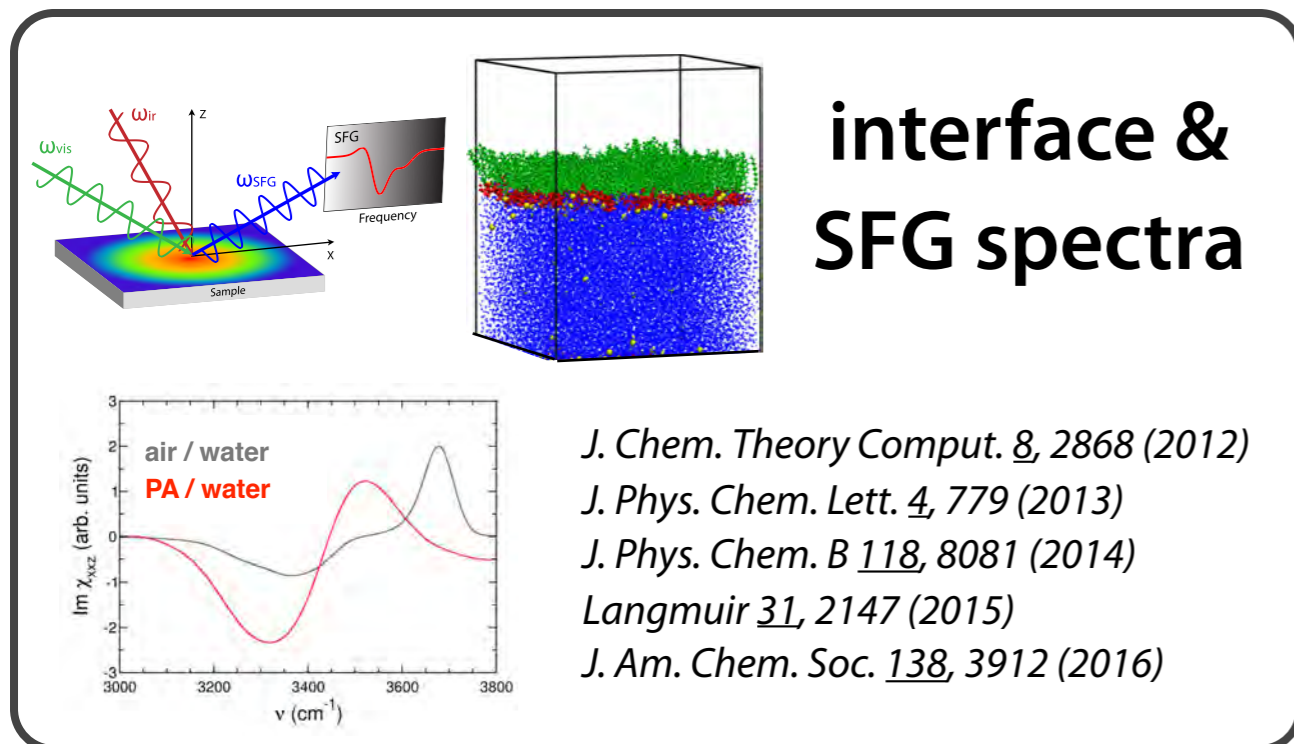 ωir
z
ωvis
SFG
ωSFG
Frequency
x
Sample
interface &
SFG spectra
air / water
PA / water
Im χxxz (arb. units)
3
2
1
0
-1
-2
-3
3000 3200 3400 3600 3800
ν (cm⁻¹)
J. Chem. Theory Comput. 8, 2868 (2012)
J. Phys. Chem. Lett. 4, 779 (2013)
J. Phys. Chem. B 118, 8081 (2014)
Langmuir 31, 2147 (2015)
J. Am. Chem. Soc. 138, 3912 (2016)